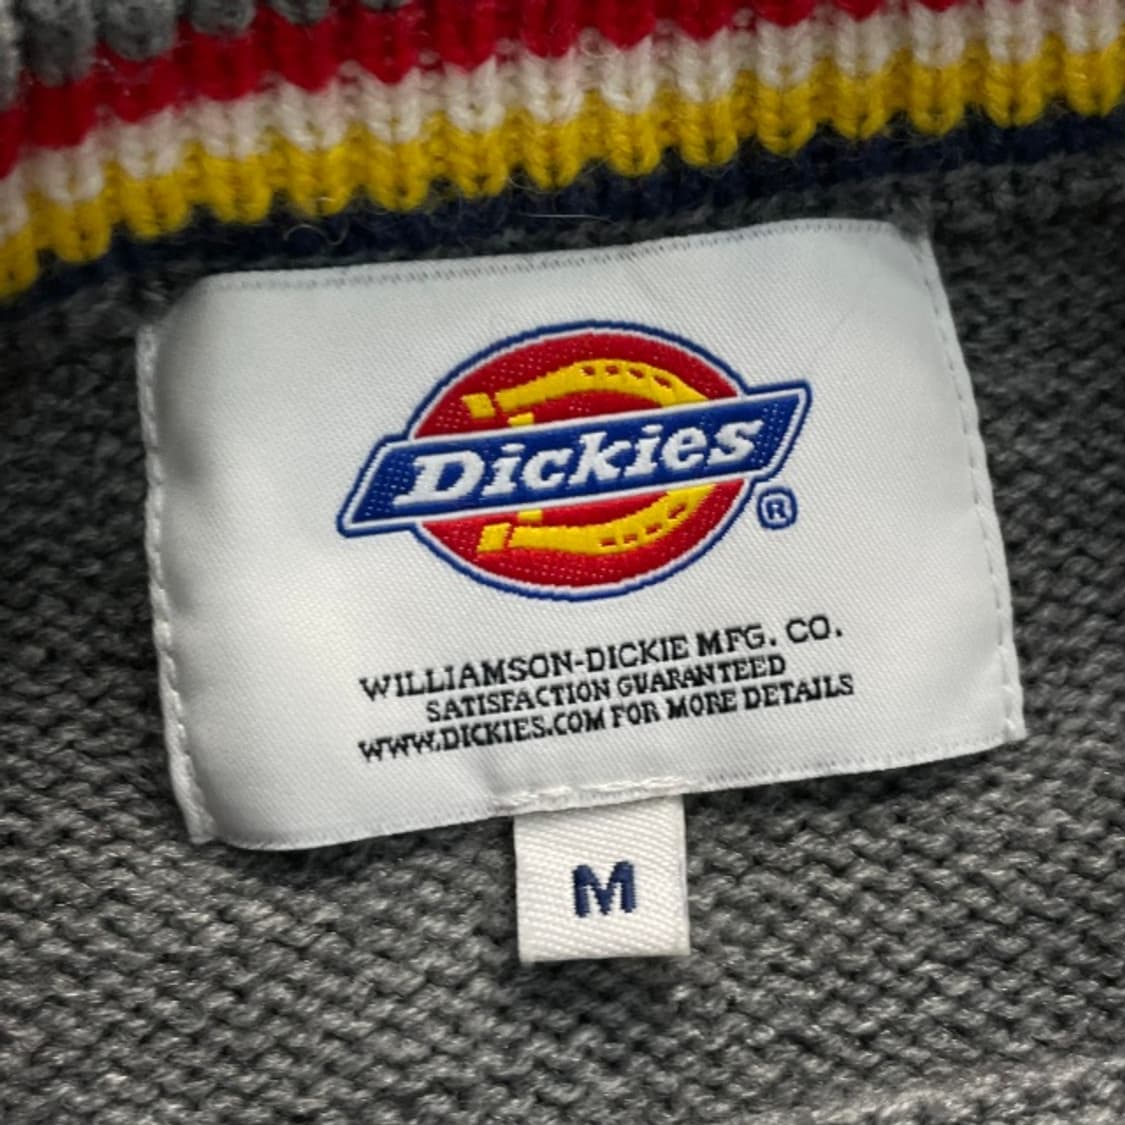 Dickies
®
WILLIAMSON-DICKIE MFG. CO.
SATISFACTION GUARANTEED
WWW.DICKIES.COM FOR MORE DETAILS
M